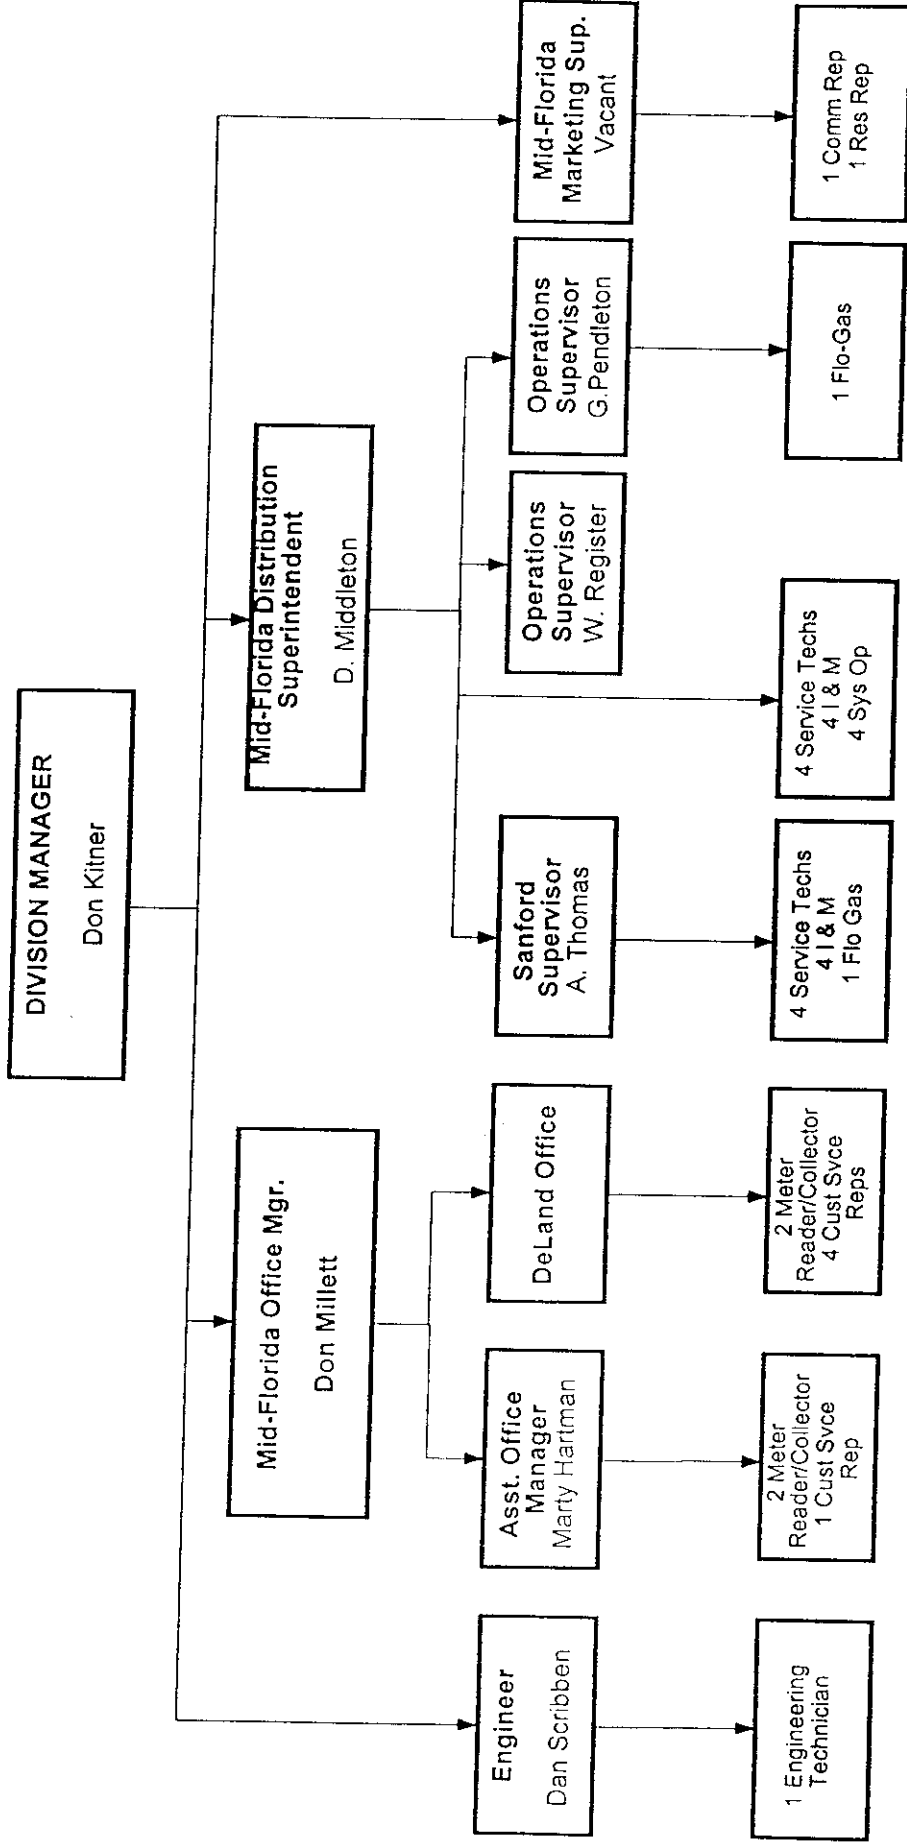 DIVISION MANAGER
Don Kitner
Mid-Florida Office Mgr.
Don Millett
Mid-Florida Distribution
Superintendent
D. Middleton
Engineer
Dan Scribben
Asst. Office
Manager
Marty Hartman
DeLand Office
Sanford
Supervisor
A. Thomas
Operations
Supervisor
W. Register
Operations
Supervisor
G.Pendleton
Mid-Florida
Marketing Sup.
Vacant
1 Engineering
Technician
2 Meter
Reader/Collector
1 Cust Svce
Rep
2 Meter
Reader/Collector
4 Cust Svce
Reps
4 Service Techs
4 I & M
1 Flo Gas
4 Service Techs
4 I & M
4 Sys Op
1 Flo-Gas
1 Comm Rep
1 Res Rep